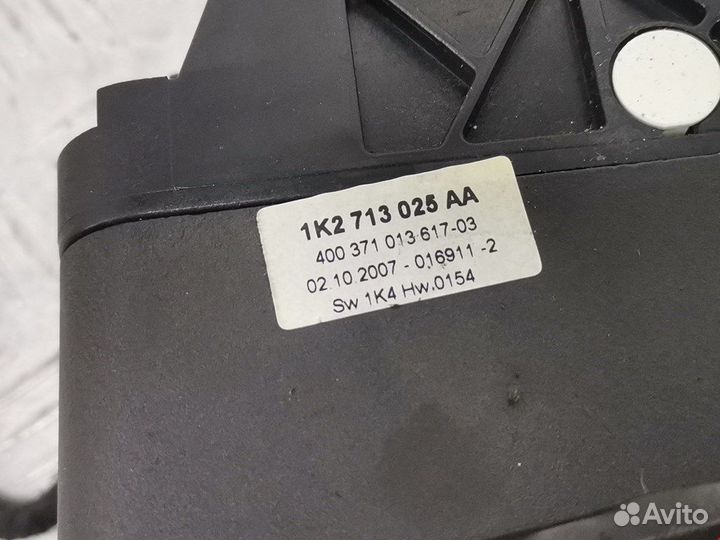 1K2 713 025 AA
400 371 013 617-03
02.10.2007 - 016911 -2
Sw 1K4 Hw.0154
Avito